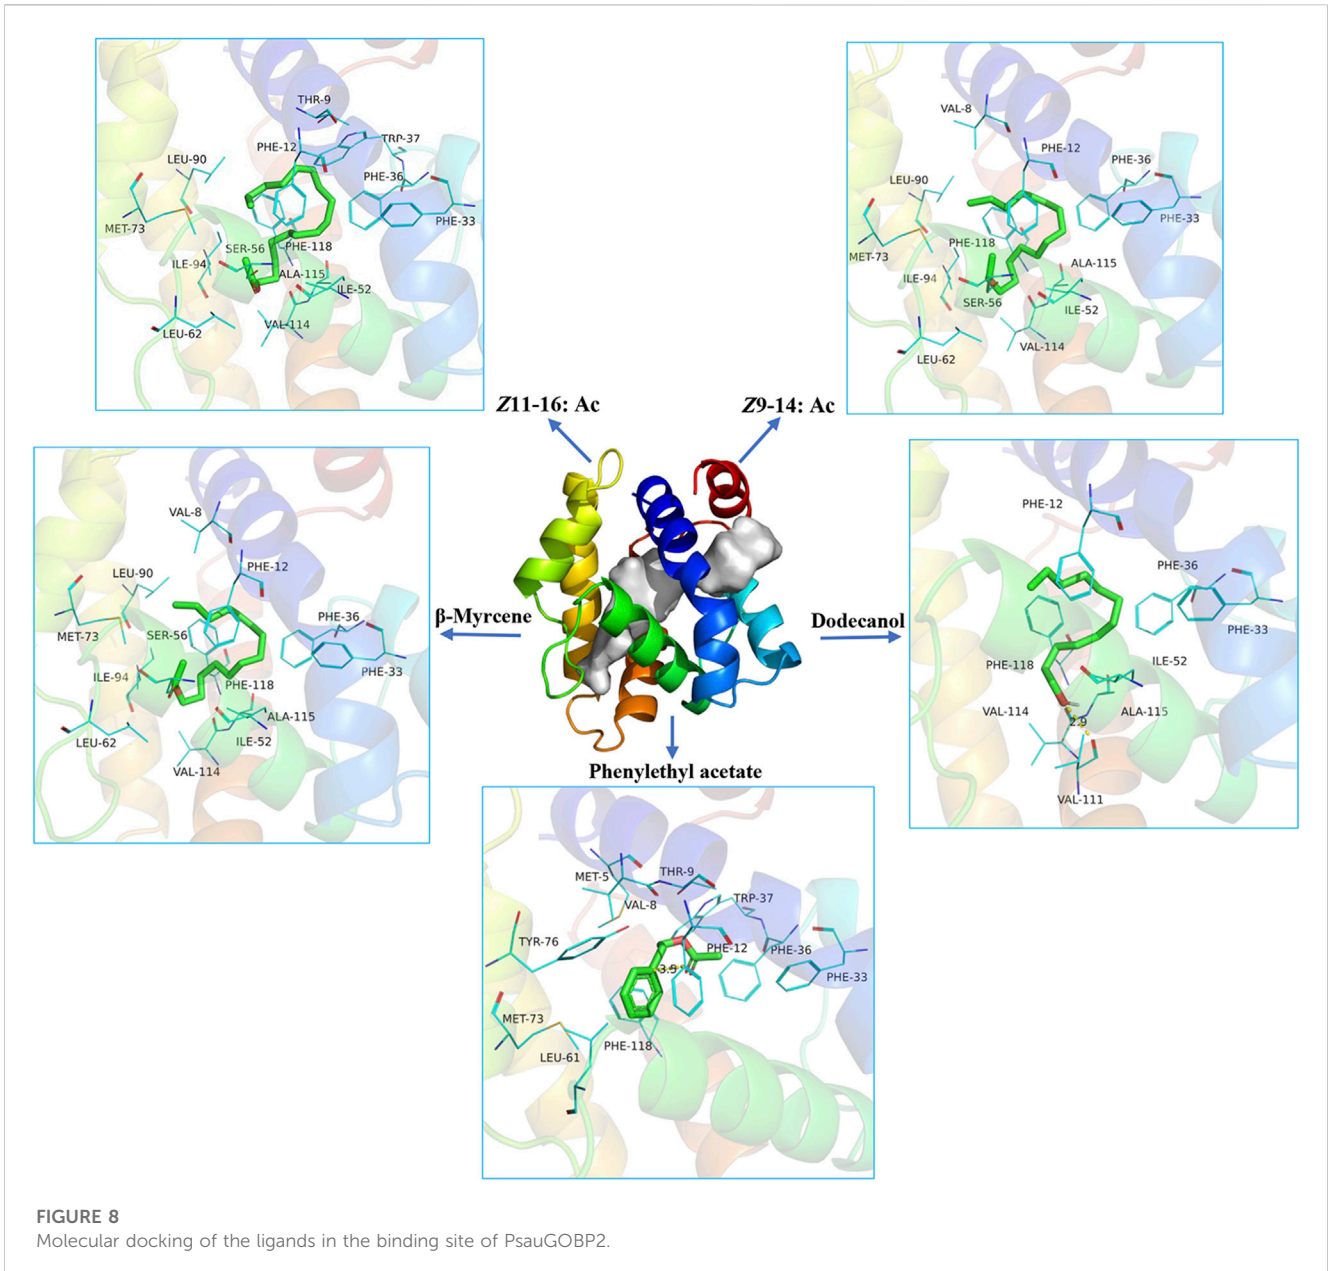 THR-9
PHE-12
TRP-37
LEU-90
PHE-36
MET-73
PHE-33
SER-56
PHE-118
ILE-94
ALA-115
ILE-52
VAL-114
LEU-62
VAL-8
PHE-12
PHE-36
LEU-90
PHE-33
PHE-118
MET-73
ALA-115
ILE-94
SER-56
ILE-52
VAL-114
LEU-62
Z11-16: Ac
Z9-14: Ac
VAL-8
PHE-12
LEU-90
PHE-36
MET-73
SER-56
PHE-33
ILE-94
PHE-118
ALA-115
LEU-62
ILE-52
VAL-114
β-Myrcene
Dodecanol
PHE-12
PHE-36
PHE-33
PHE-118
ILE-52
VAL-114
ALA-115
2.9
VAL-111
Phenylethyl acetate
MET-5
THR-9
VAL-8
TRP-37
TYR-76
PHE-12
PHE-36
3.5
PHE-33
MET-73
PHE-118
LEU-61
FIGURE 8
Molecular docking of the ligands in the binding site of PsauGOBP2.